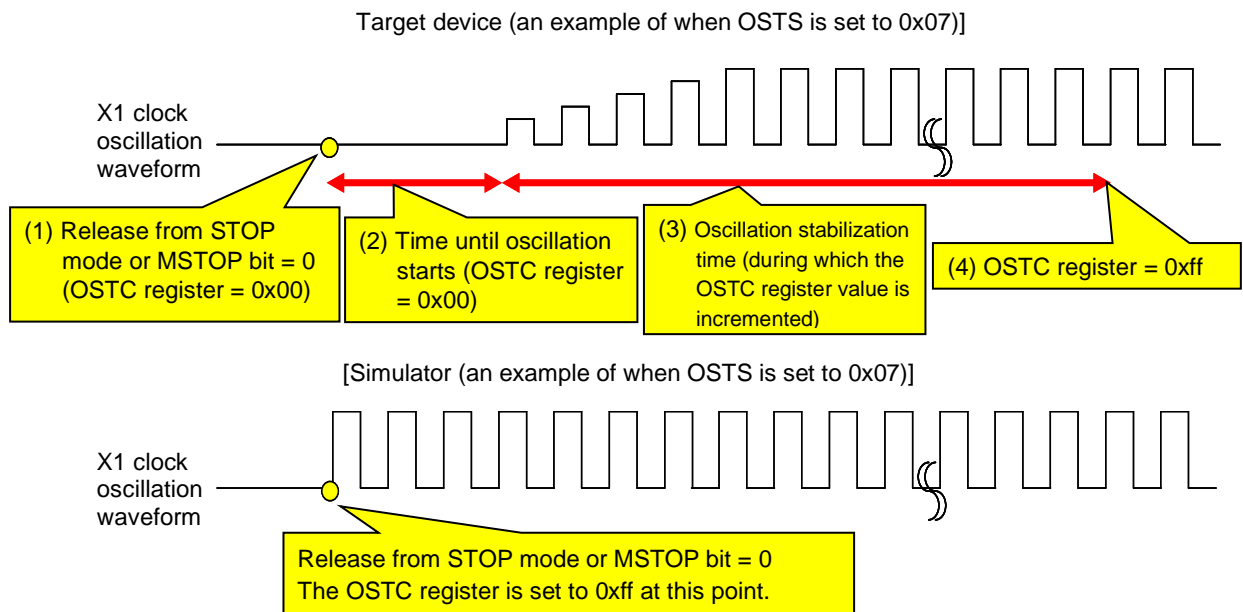 Target device (an example of when OSTS is set to 0x07)]
X1 clock
oscillation
waveform
(1) Release from STOP
mode or MSTOP bit = 0
(OSTC register = 0x00)
(2) Time until oscillation
starts (OSTC register
= 0x00)
(3) Oscillation stabilization
time (during which the
OSTC register value is
incremented)
(4) OSTC register = 0xff
[Simulator (an example of when OSTS is set to 0x07)]
X1 clock
oscillation
waveform
Release from STOP mode or MSTOP bit = 0
The OSTC register is set to 0xff at this point.